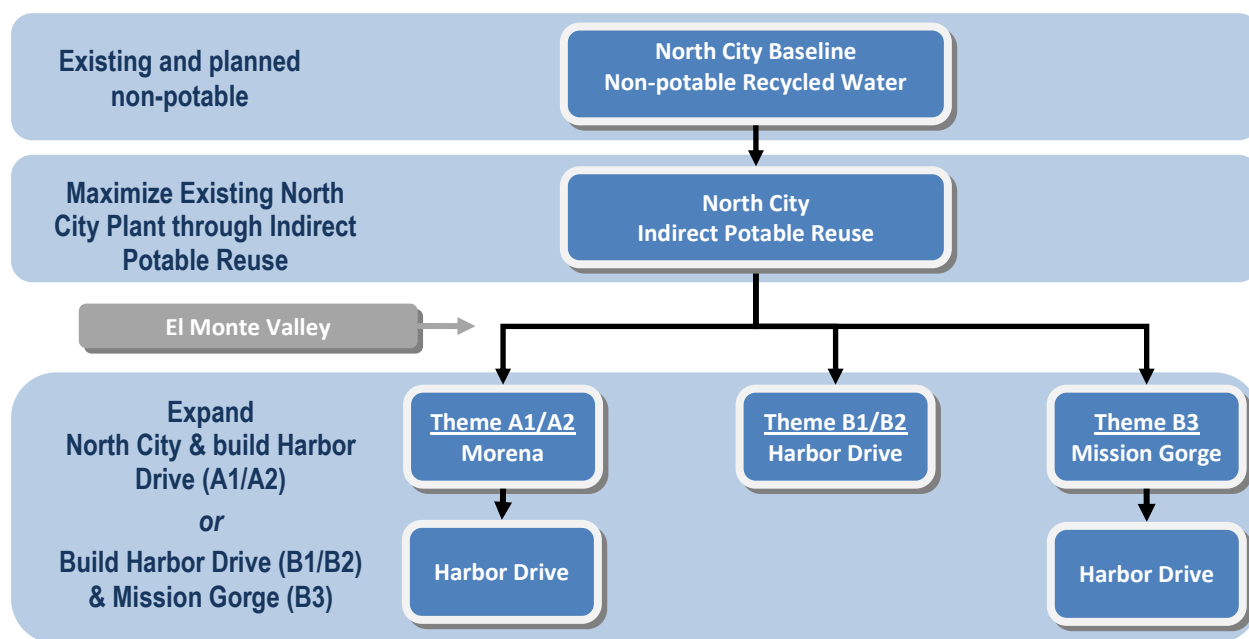 Existing and planned
non-potable
North City Baseline
Non-potable Recycled Water
Maximize Existing North
City Plant through Indirect
Potable Reuse
North City
Indirect Potable Reuse
El Monte Valley
Expand
North City & build Harbor
Drive (A1/A2)
or
Build Harbor Drive (B1/B2)
& Mission Gorge (B3)
Theme A1/A2
Morena
Harbor Drive
Theme B1/B2
Harbor Drive
Theme B3
Mission Gorge
Harbor Drive